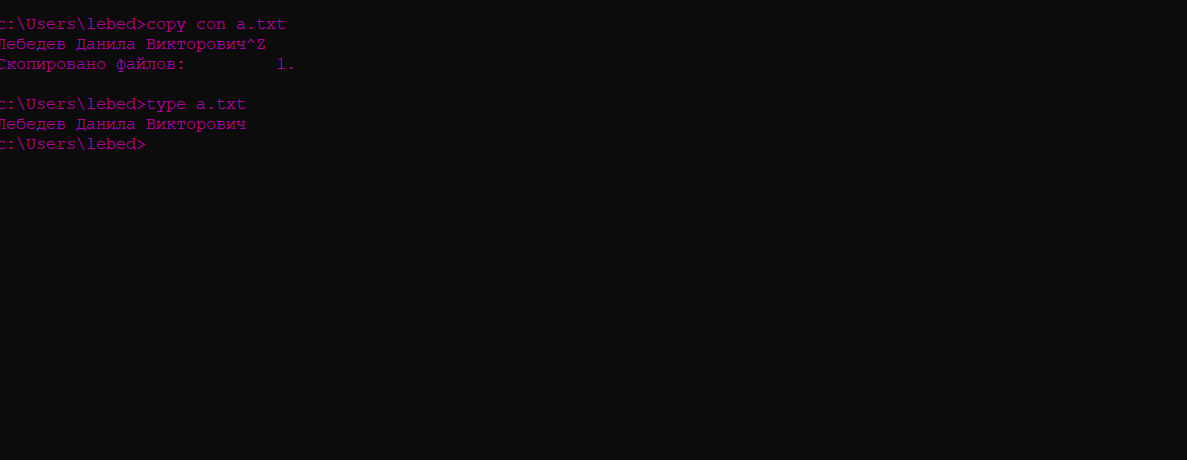 c:\Users\lebed>copy con a.txt
Лебедев Данила Викторович^Z
Скопировано файлов:         1.
c:\Users\lebed>type a.txt
Лебедев Данила Викторович
c:\Users\lebed>